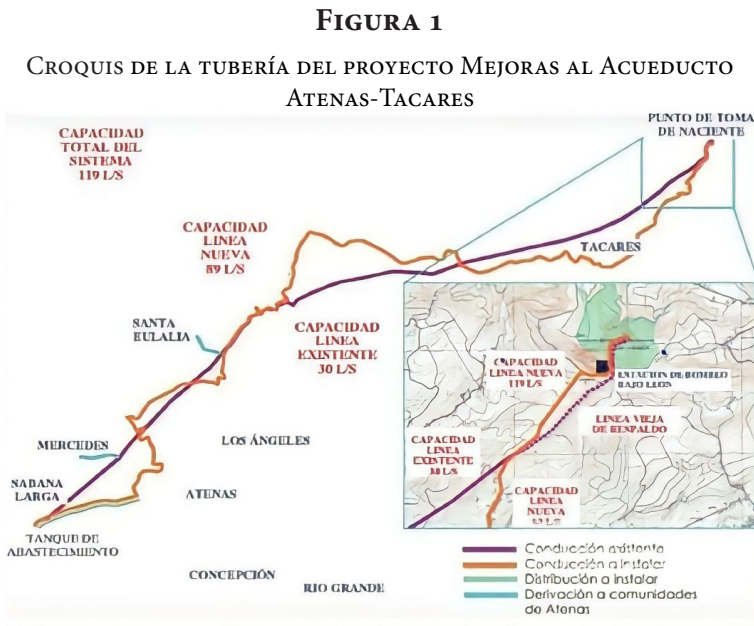 FIGURA 1
CROQUIS DE LA TUBERÍA DEL PROYECTO MEJORAS AL ACUEDUCTO
ATENAS-TACARES
PUNTO DE TOMA
DE NACIENTE
CAPACIDAD
TOTAL DEL
SISTEMA
119 L/S
CAPACIDAD
LINEA
NUEVA
89 L/S
TACARES
SANTA
EULALIA
CAPACIDAD
LINEA
EXISTENTE
30 L/S
CAPACIDAD
LINEA NUEVA
119 L/S
ESTACIÓN DE BOMBEO
LINEA VIEJA
DE RESPALDO
CAPACIDAD
LINEA
EXISTENTE
30 L/S
CAPACIDAD
LINEA
NUEVA
LOS ÁNGELES
MERCEDES
SABANA
LARGA
ATENAS
TANQUE DE
ABASTECIMIENTO
CONCEPCIÓN
RIO GRANDE
Conducción existente
Conducción a instalar
Distribución a instalar
Derivación a comunidades
de Atenas